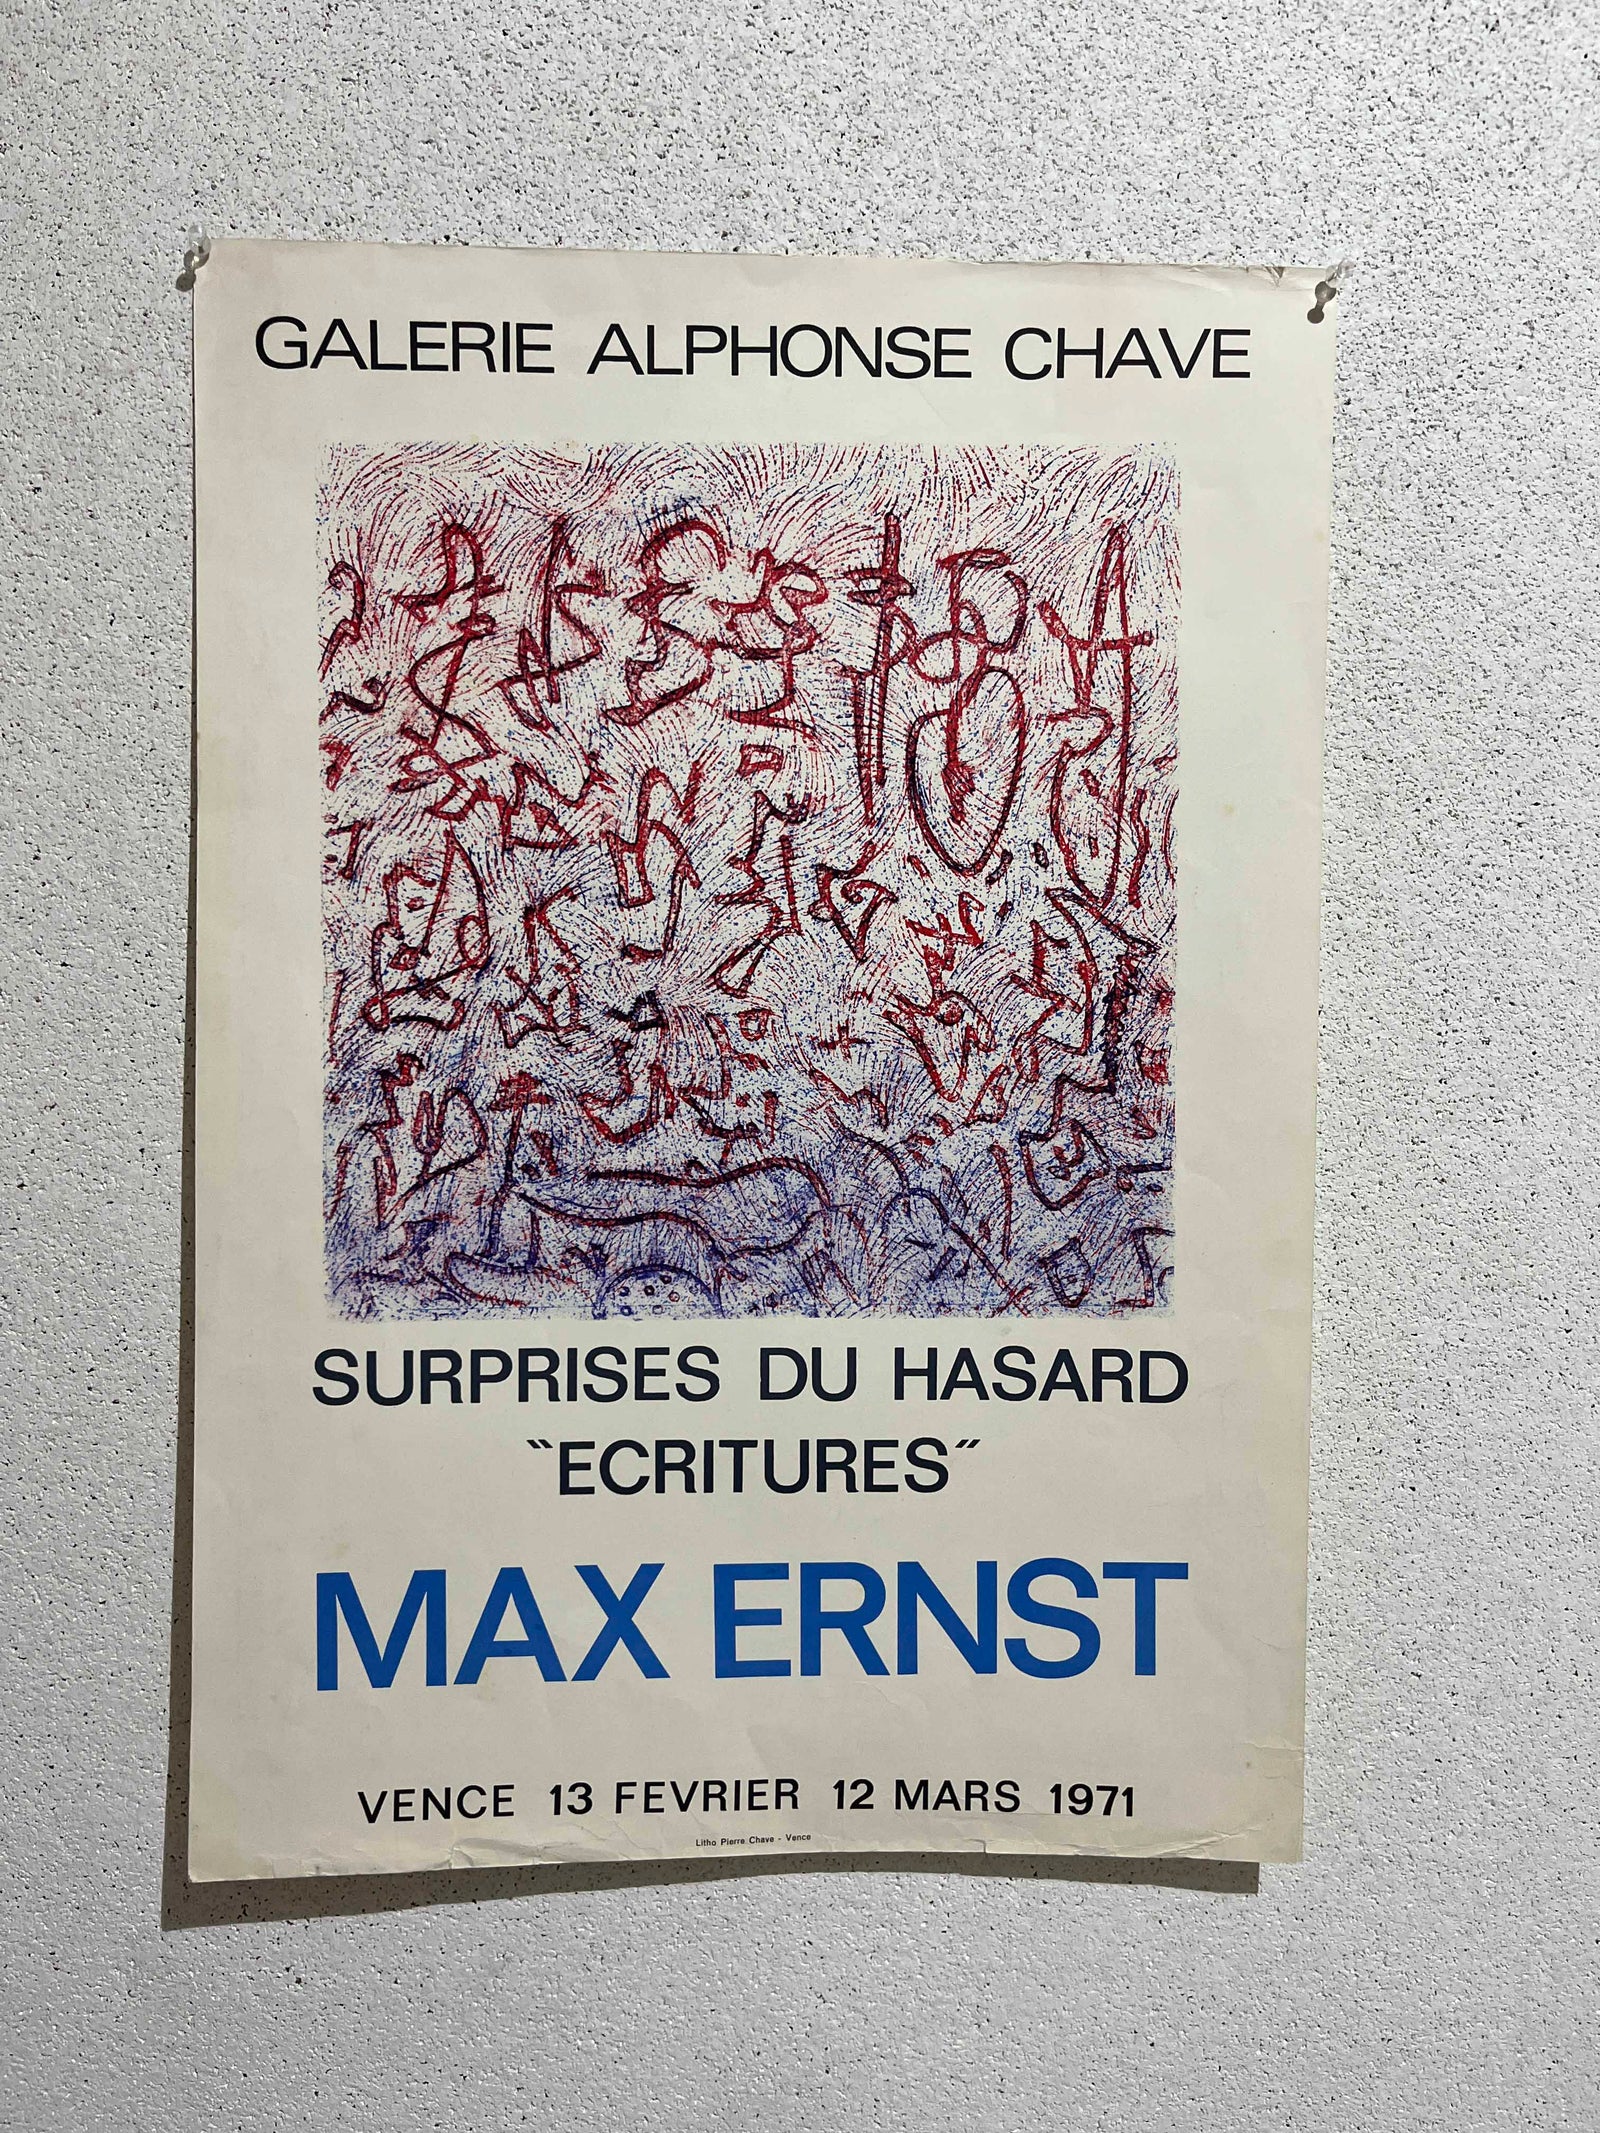 GALERIE ALPHONSE CHAVE
SURPRISES DU HASARD
"ECRITURES"
MAX ERNST
VENCE 13 FEVRIER 12 MARS 1971
Litho Pierre Chave - Vence